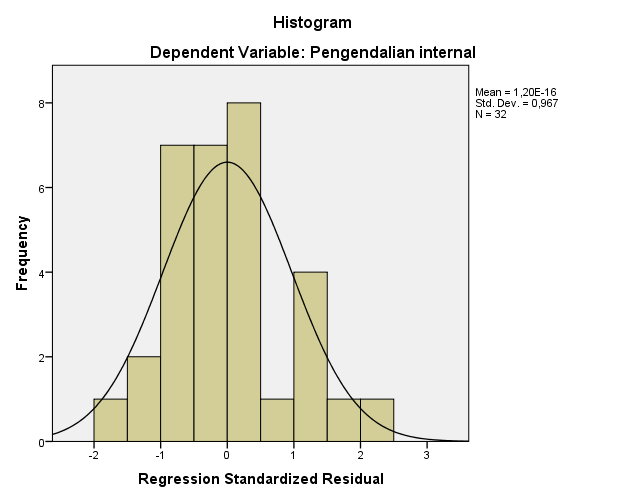 Histogram
Dependent Variable: Pengendalian internal
Mean = 1,20E-16
Std. Dev. = 0,967
N = 32
Frequency
8
6
4
2
0
-2 -1 0 1 2 3
Regression Standardized Residual